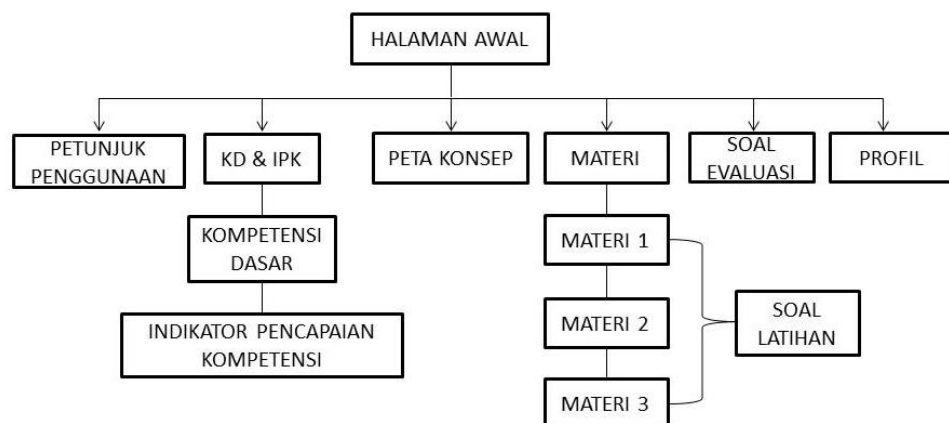 HALAMAN AWAL
PETUNJUK
PENGGUNAAN
KD & IPK
PETA KONSEP
MATERI
SOAL
EVALUASI
PROFIL
KOMPETENSI
DASAR
INDIKATOR PENCAPAIAN
KOMPETENSI
MATERI 1
MATERI 2
MATERI 3
SOAL
LATIHAN